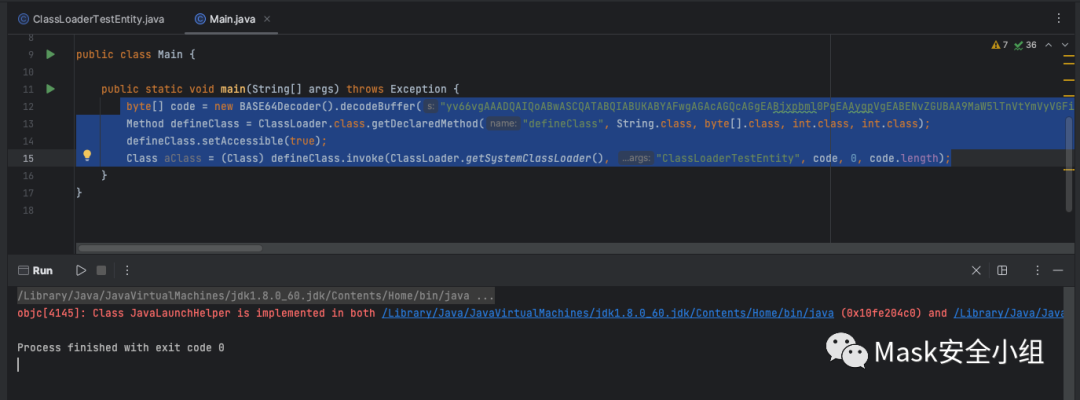 ClassLoaderTestEntity.java
Main.java
7 36
8
9 public class Main {
10
11 public static void main(String[] args) throws Exception {
12 byte[] code = new BASE64Decoder().decodeBuffer( s:
13 Method defineClass = ClassLoader.class.getDeclaredMethod( name: "defineClass", String.class, byte[].class, int.class, int.class);
14 defineClass.setAccessible(true);
15 Class aClass = (Class) defineClass.invoke(ClassLoader.getSystemClassLoader(), ...args: "ClassLoaderTestEntity", code, 0, code.length);
16 }
17 }
18
Run
/Library/Java/JavaVirtualMachines/jdk1.8.0_60.jdk/Contents/Home/bin/java ...
objc[4145]: Class JavaLaunchHelper is implemented in both /Library/Java/JavaVirtualMachines/jdk1.8.0_60.jdk/Contents/Home/bin/java (0x10fe204c0) and /Library/Java/Java
Process finished with exit code 0
Mask安全小组